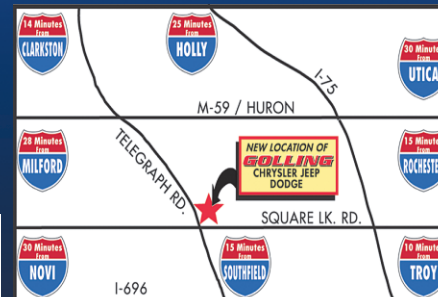 14 Minutes
From
CLARKSTON
25 Minutes
From
HOLLY
30 Minutes
From
UTICA
I-75
M-59 / HURON
28 Minutes
From
MILFORD
TELEGRAPH RD.
NEW LOCATION OF
GOLLING
CHRYSLER JEEP
DODGE
15 Minutes
From
ROCHESTE
SQUARE LK. RD.
30 Minutes
From
NOVI
I-696
15 Minutes
From
SOUTHFIELD
10 Minutes
From
TROY